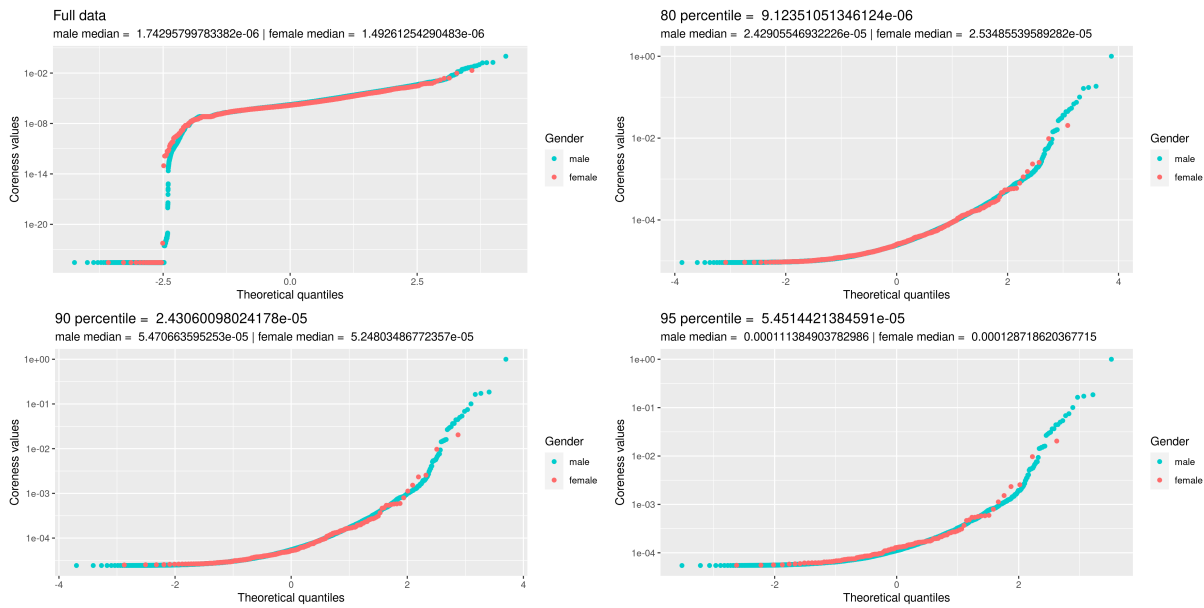 Full data
male median =  1.74295799783382e-06 | female median =  1.49261254290483e-06
1e-02
1e-08
1e-14
1e-20
Coreness values
-2.5
0.0
2.5
Theoretical quantiles
Gender
male
female
80 percentile =  9.12351051346124e-06
male median =  2.42905546932226e-05 | female median =  2.53485539589282e-05
1e+00
1e-02
1e-04
Coreness values
-4
-2
0
2
4
Theoretical quantiles
Gender
male
female
90 percentile =  2.43060098024178e-05
male median =  5.470663595253e-05 | female median =  5.24803486772357e-05
1e+00
1e-01
1e-02
1e-03
1e-04
Coreness values
-4
-2
0
2
4
Theoretical quantiles
Gender
male
female
95 percentile =  5.4514421384591e-05
male median =  0.000111384903782986 | female median =  0.000128718620367715
1e+00
1e-01
1e-02
1e-03
1e-04
Coreness values
-2
0
2
Theoretical quantiles
Gender
male
female